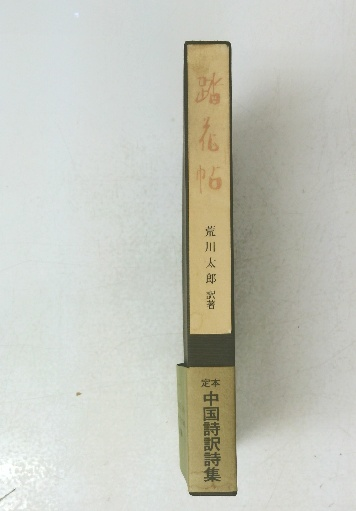 踏花帖
荒川太郎 訳著
定本
中国詩訳詩集